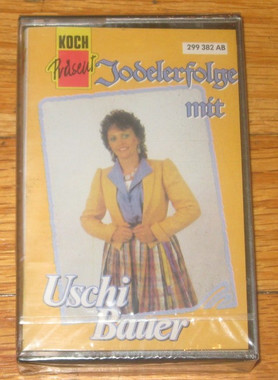 KOCH
Präsent
299 382 AB
Jodelerfolge
mit
Uschi
Bauer